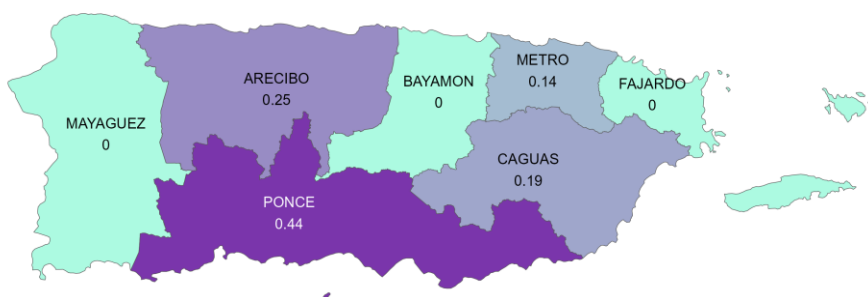 METRO
0.14
ARECIBO
0.25
BAYAMON
0
FAJARDO
0
MAYAGUEZ
0
CAGUAS
0.19
PONCE
0.44